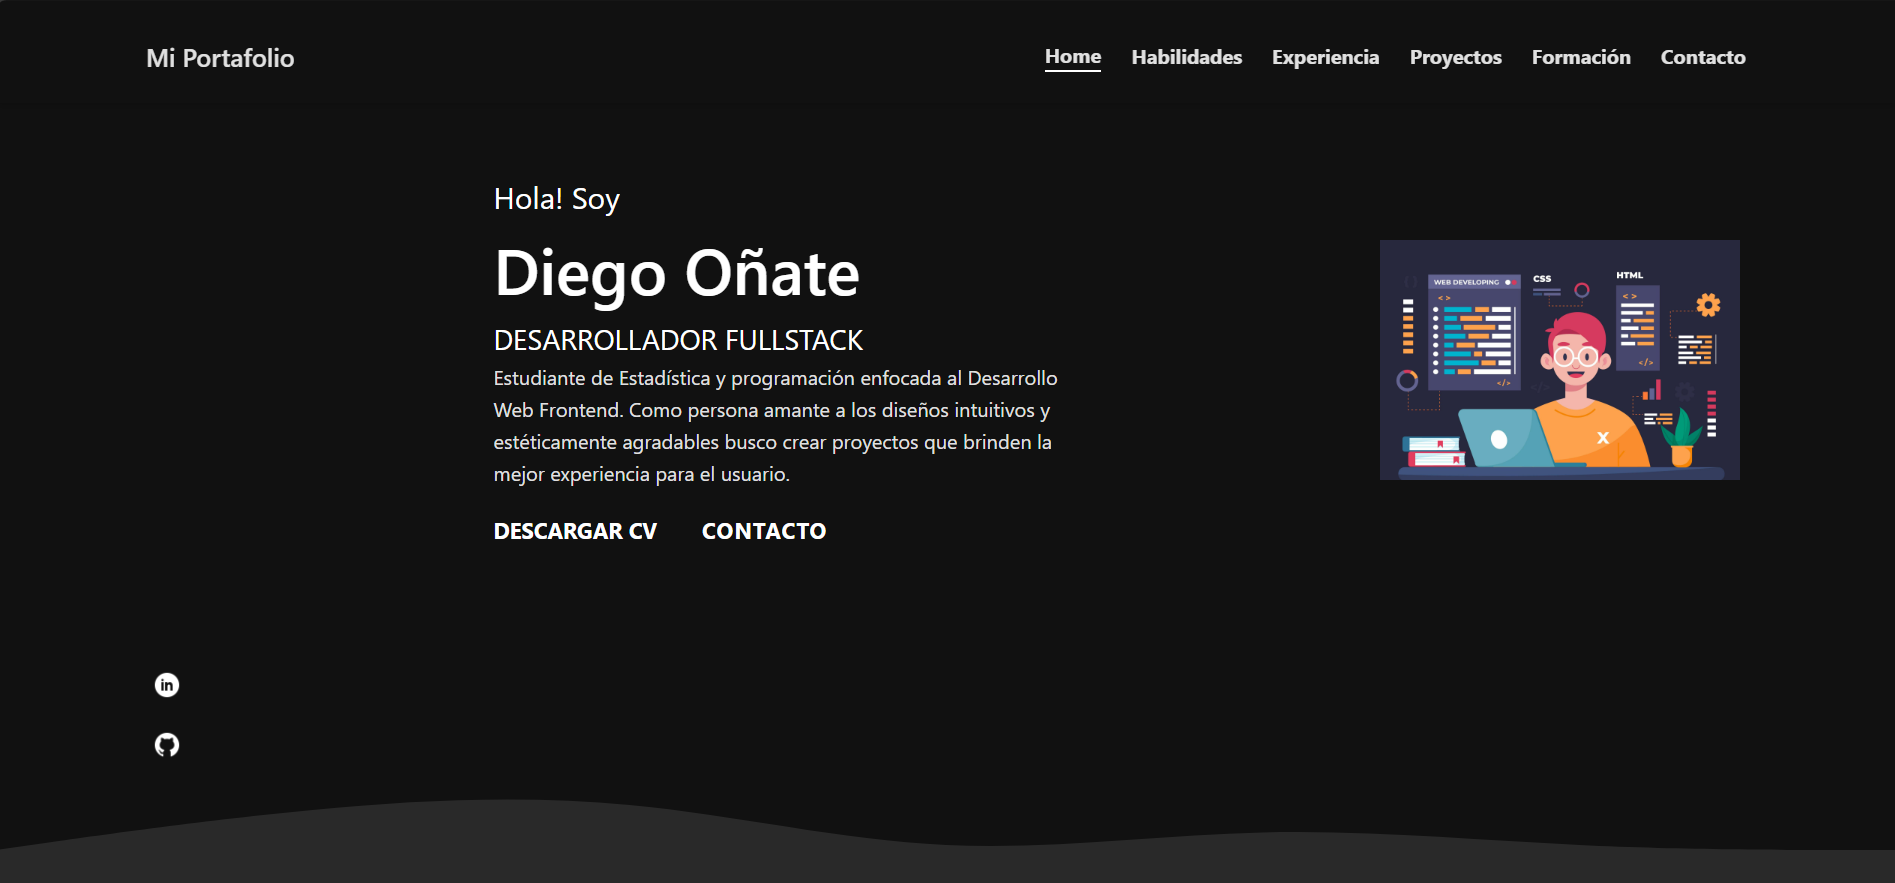 Mi Portafolio
Home Habilidades Experiencia Proyectos Formación Contacto
Hola! Soy
Diego Oñate
DESARROLLADOR FULLSTACK
Estudiante de Estadística y programación enfocada al Desarrollo
Web Frontend. Como persona amante a los diseños intuitivos y
estéticamente agradables busco crear proyectos que brinden la
mejor experiencia para el usuario.
DESCARGAR CV CONTACTO
WEB DEVELOPING
< >
</>
CSS
HTML
< >
</>
X
in